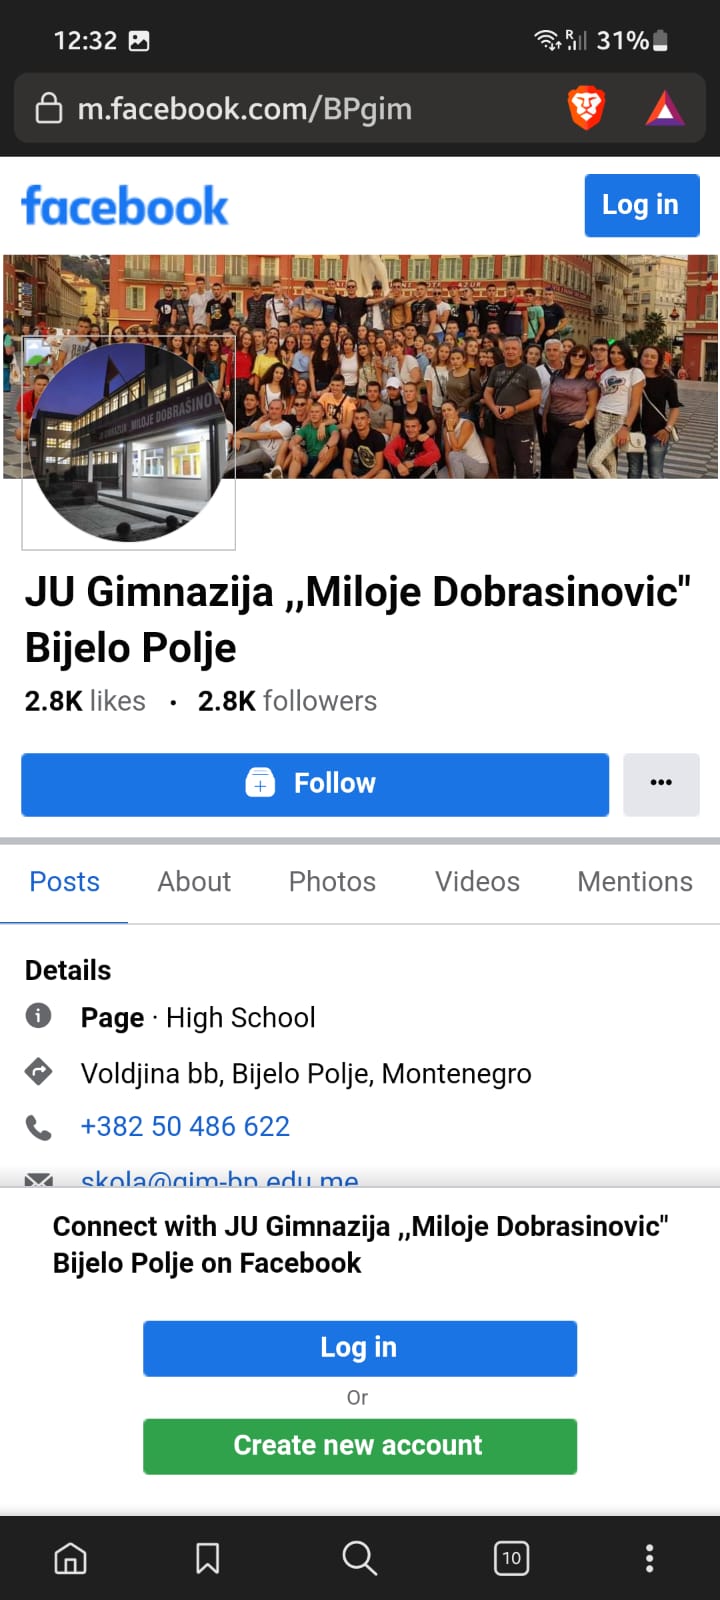 12:32
R
31%
m.facebook.com/BPgim
facebook
Log in
JU GIMNAZIJA „MILOJE DOBRAŠINO
JU Gimnazija ,,Miloje Dobrasinovic"
Bijelo Polje
2.8K likes • 2.8K followers
Follow
Posts About Photos Videos Mentions
Details
Page · High School
Voldjina bb, Bijelo Polje, Montenegro
+382 50 486 622
skola@gim-bp.edu.me
Connect with JU Gimnazija ,,Miloje Dobrasinovic"
Bijelo Polje on Facebook
Log in
Or
Create new account
10